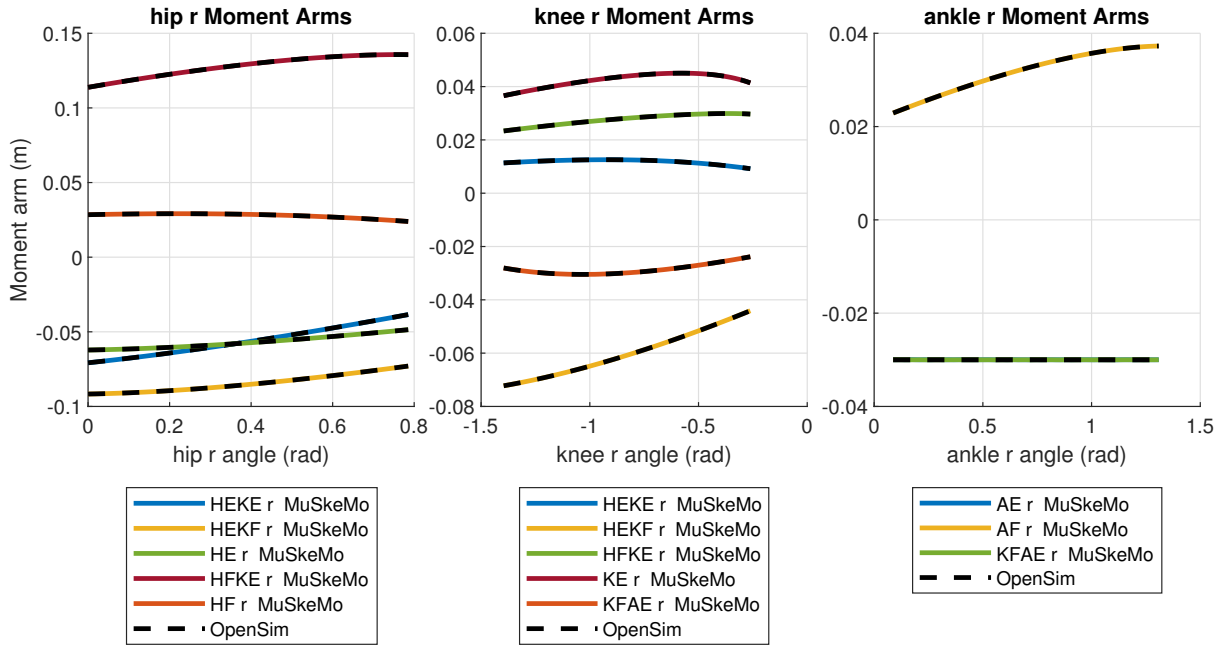 hip r Moment Arms
0.15
0.1
0.05
0
-0.05
-0.1
Moment arm (m)
0
0.2
0.4
0.6
0.8
hip r angle (rad)
HEKE r MuSkeMo
HEKF r MuSkeMo
HE r MuSkeMo
HFKE r MuSkeMo
HF r MuSkeMo
OpenSim
knee r Moment Arms
0.06
0.04
0.02
0
-0.02
-0.04
-0.06
-0.08
-1.5
-1
-0.5
0
knee r angle (rad)
HEKE r MuSkeMo
HEKF r MuSkeMo
HFKE r MuSkeMo
KE r MuSkeMo
KFAE r MuSkeMo
OpenSim
ankle r Moment Arms
0.04
0.02
0
-0.02
-0.04
0
0.5
1
1.5
ankle r angle (rad)
AE r MuSkeMo
AF r MuSkeMo
KFAE r MuSkeMo
OpenSim